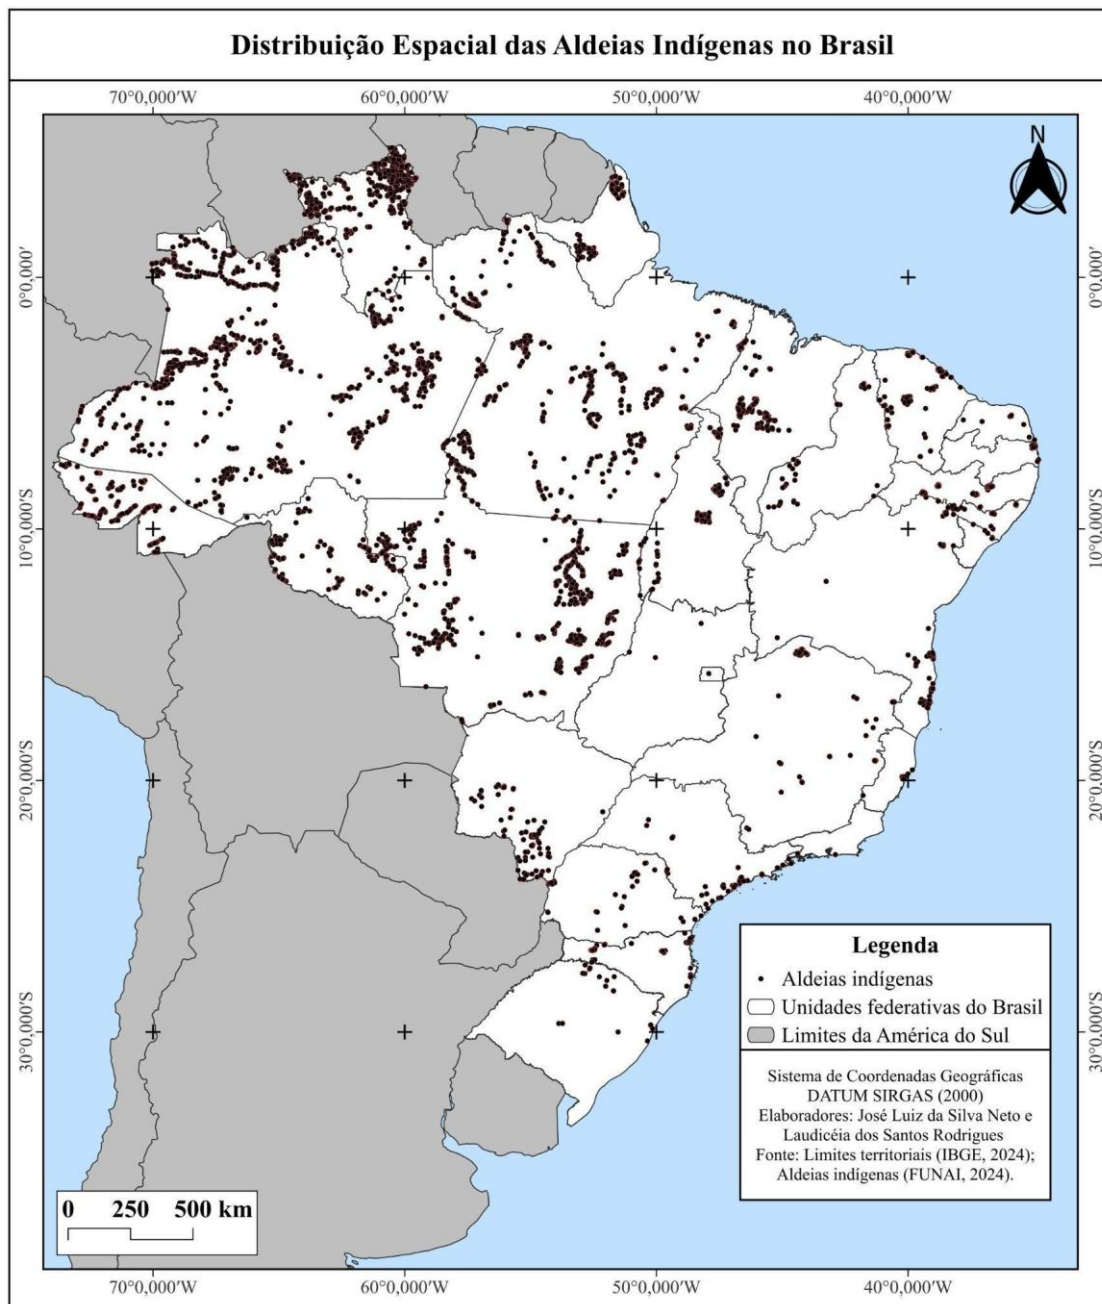 Distribuição Espacial das Aldeias Indígenas no Brasil
70°0,000'W 60°0,000'W 50°0,000'W 40°0,000'W
N
0°0,000' 0°0,000'
10°0,000'S 10°0,000'S
20°0,000'S 20°0,000'S
30°0,000'S 30°0,000'S
Legenda
Aldeias indígenas
Unidades federativas do Brasil
Limites da América do Sul
Sistema de Coordenadas Geográficas
DATUM SIRGAS (2000)
Elaboradores: José Luiz da Silva Neto e
Laudicéia dos Santos Rodrigues
Fonte: Limites territoriais (IBGE, 2024);
Aldeias indígenas (FUNAI, 2024).
0 250 500 km
70°0,000'W 60°0,000'W 50°0,000'W 40°0,000'W